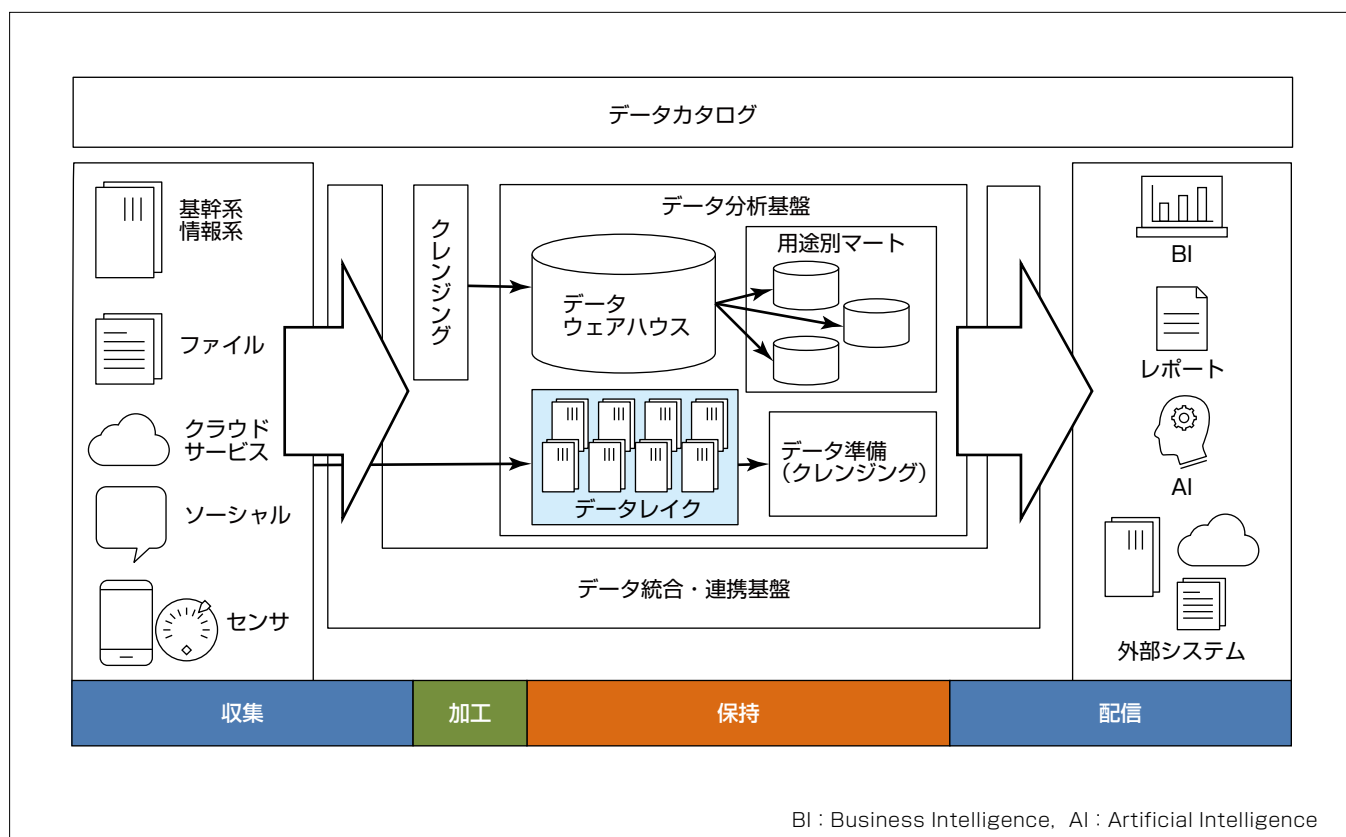 データカタログ
基幹系
情報系
ファイル
クラウド
サービス
ソーシャル
センサ
クレンジング
データ分析基盤
データ
ウェアハウス
用途別マート
データレイク
データ準備
(クレンジング)
データ統合・連携基盤
BI
レポート
AI
外部システム
収集
加工
保持
配信
BI:Business Intelligence, AI:Artificial Intelligence